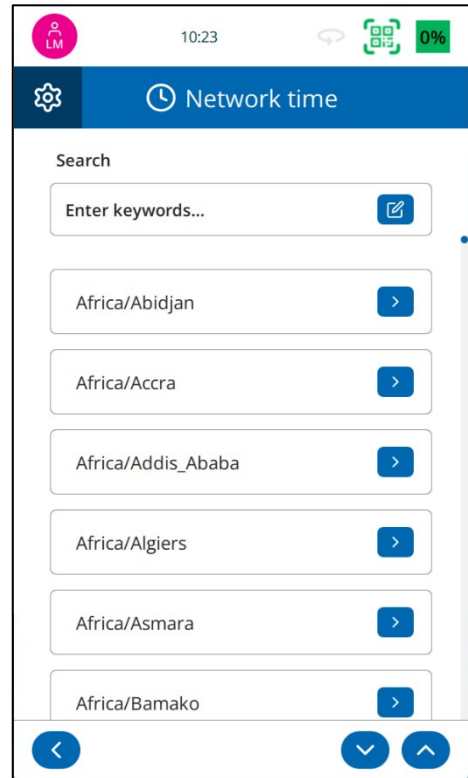 LM
10:23
0%
Network time
Search
Enter keywords...
Africa/Abidjan
Africa/Accra
Africa/Addis_Ababa
Africa/Algiers
Africa/Asmara
Africa/Bamako